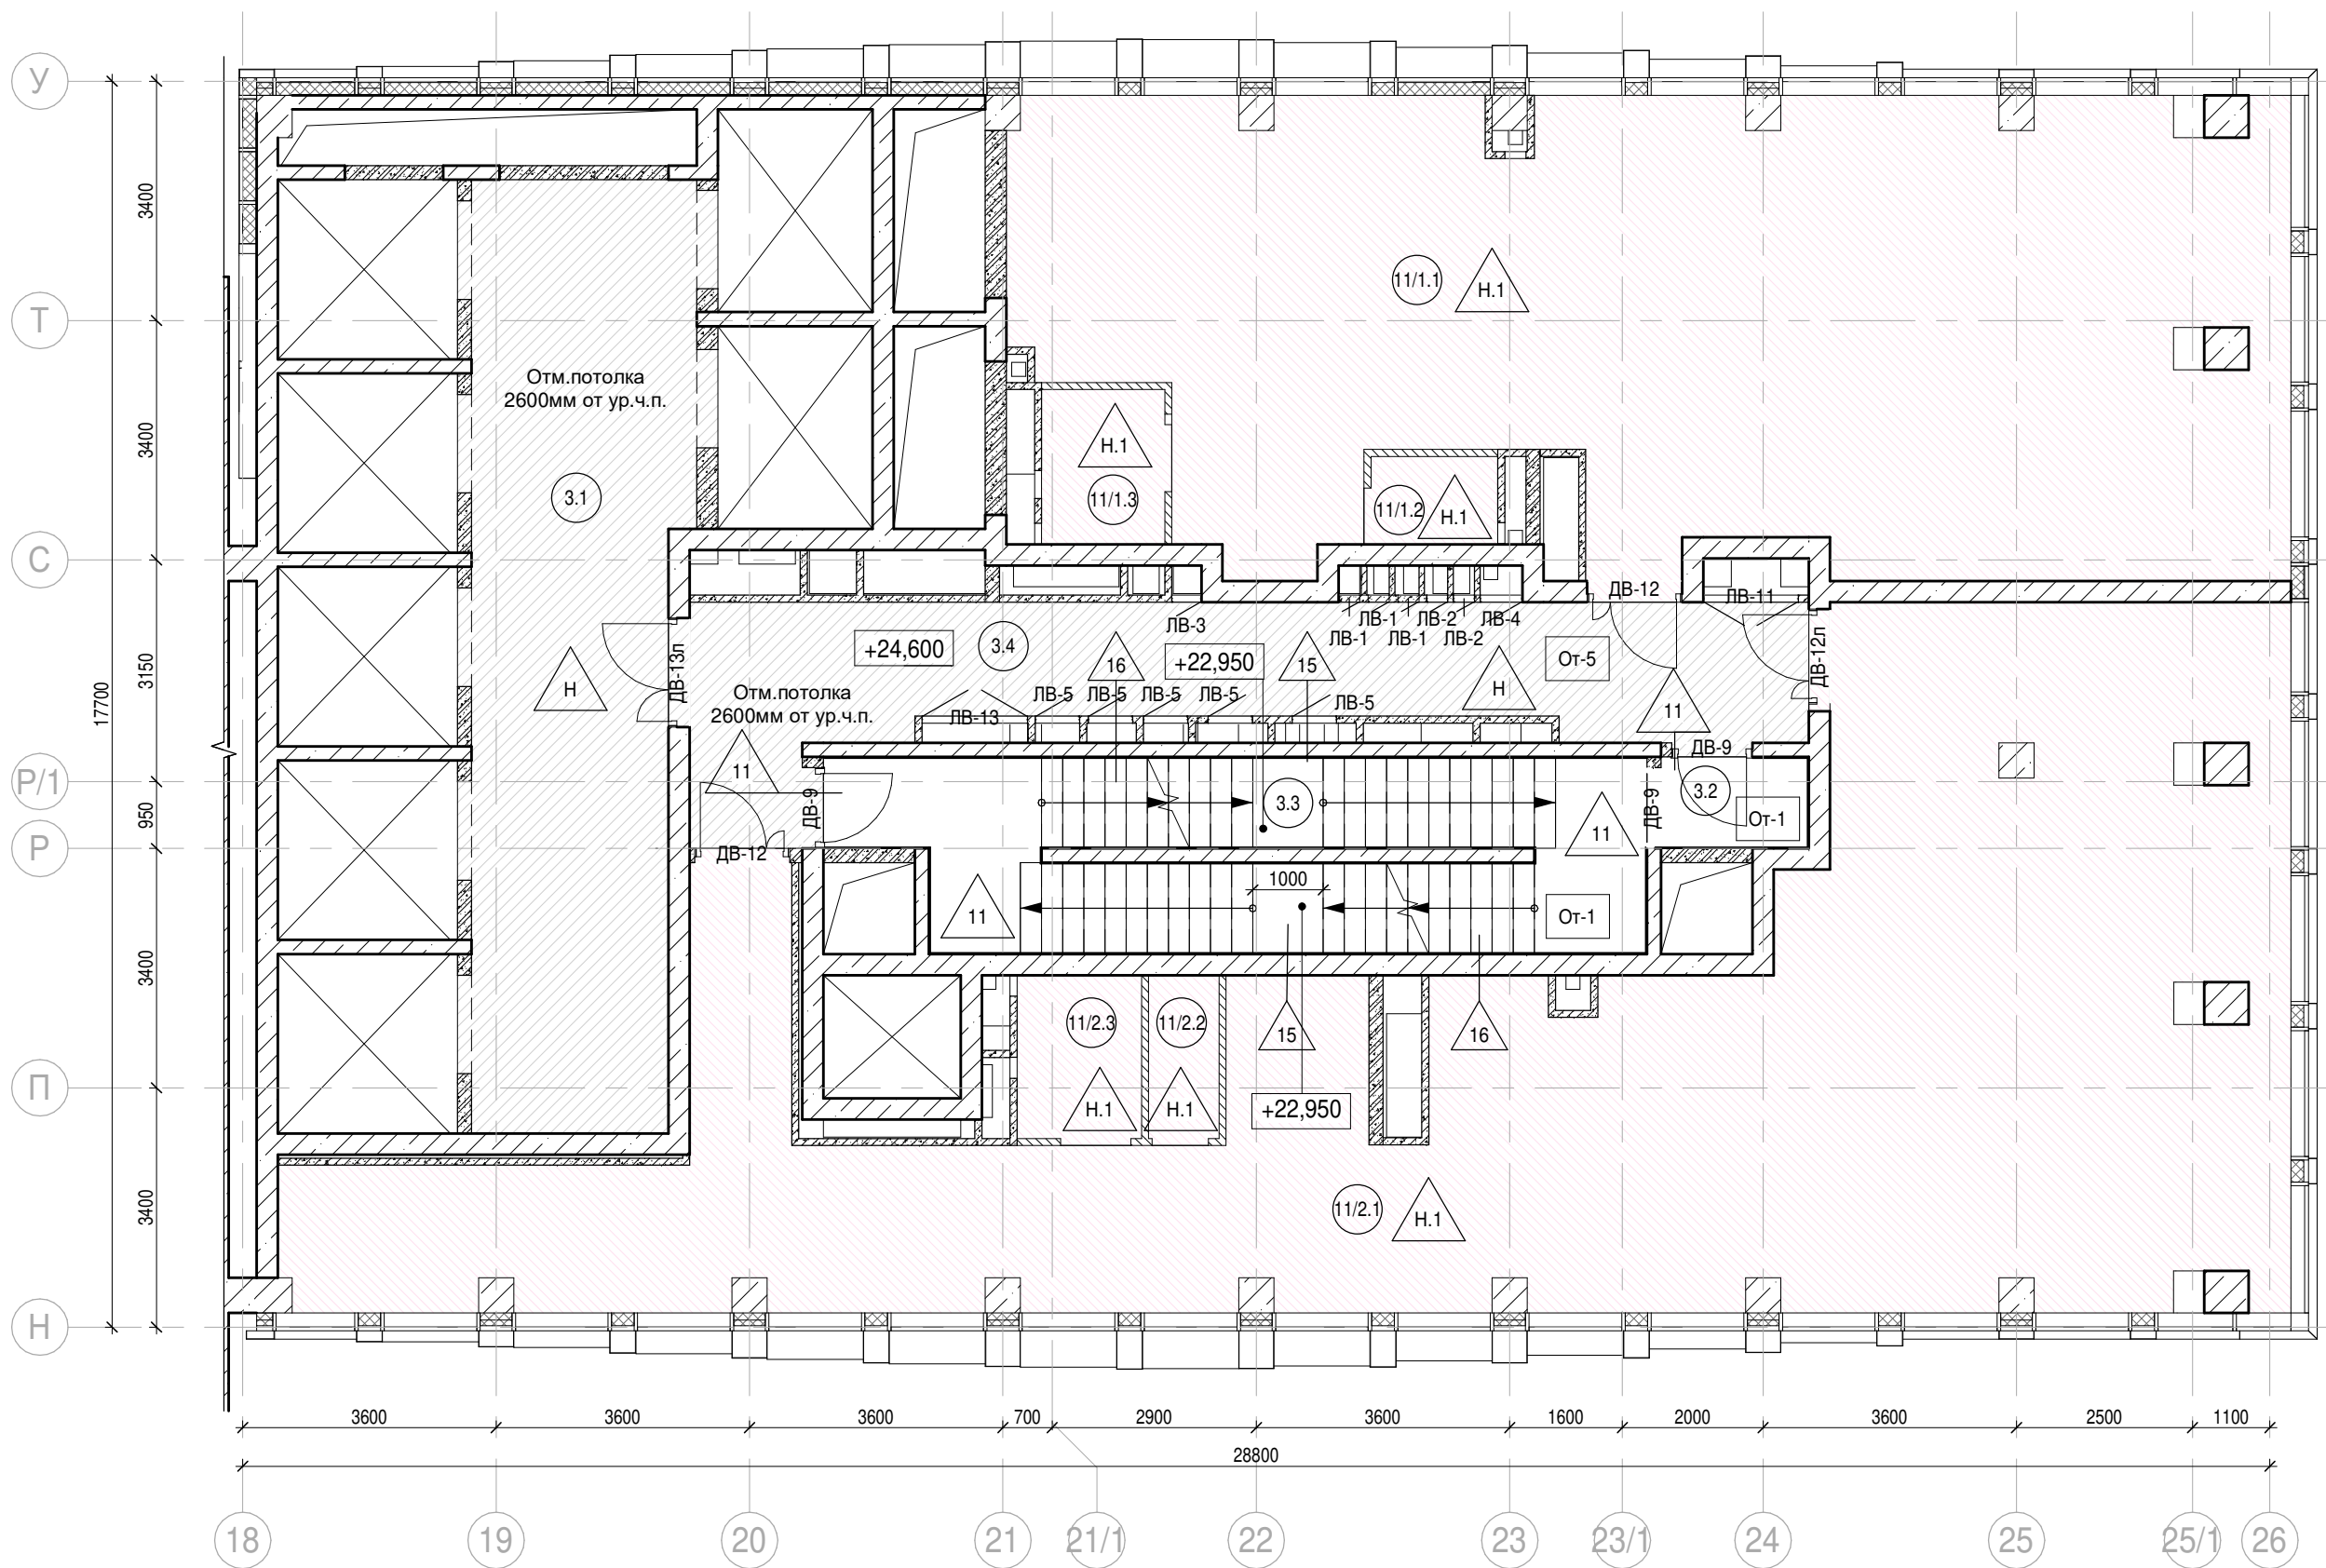 У
Т
С
Р/1
Р
П
Н
3400
3400
3150
950
3400
3400
17700
Отм.потолка
2600мм от ур.ч.п.
3.1
Н
11/1.1
Н.1
Н.1
11/1.3
11/1.2
Н.1
ДВ-12
ЛВ-11
ЛВ-3
ЛВ-1
ЛВ-2
ЛВ-4
ЛВ-1
ЛВ-1
ЛВ-2
+24,600
3.4
16
+22,950
15
От-5
Н
ДВ-13л
ДВ-12л
Отм.потолка
2600мм от ур.ч.п.
ЛВ-13
ЛВ-5
ЛВ-5
ЛВ-5
ЛВ-5
ЛВ-5
11
11
ДВ-9
3.2
ДВ-9
3.3
11
ДВ-9
От-1
ДВ-12
1000
11
От-1
11/2.3
11/2.2
15
16
Н.1
Н.1
+22,950
11/2.1
Н.1
3600
3600
3600
700
2900
3600
1600
2000
3600
2500
1100
28800
18
19
20
21
21/1
22
23
23/1
24
25
25/1
26